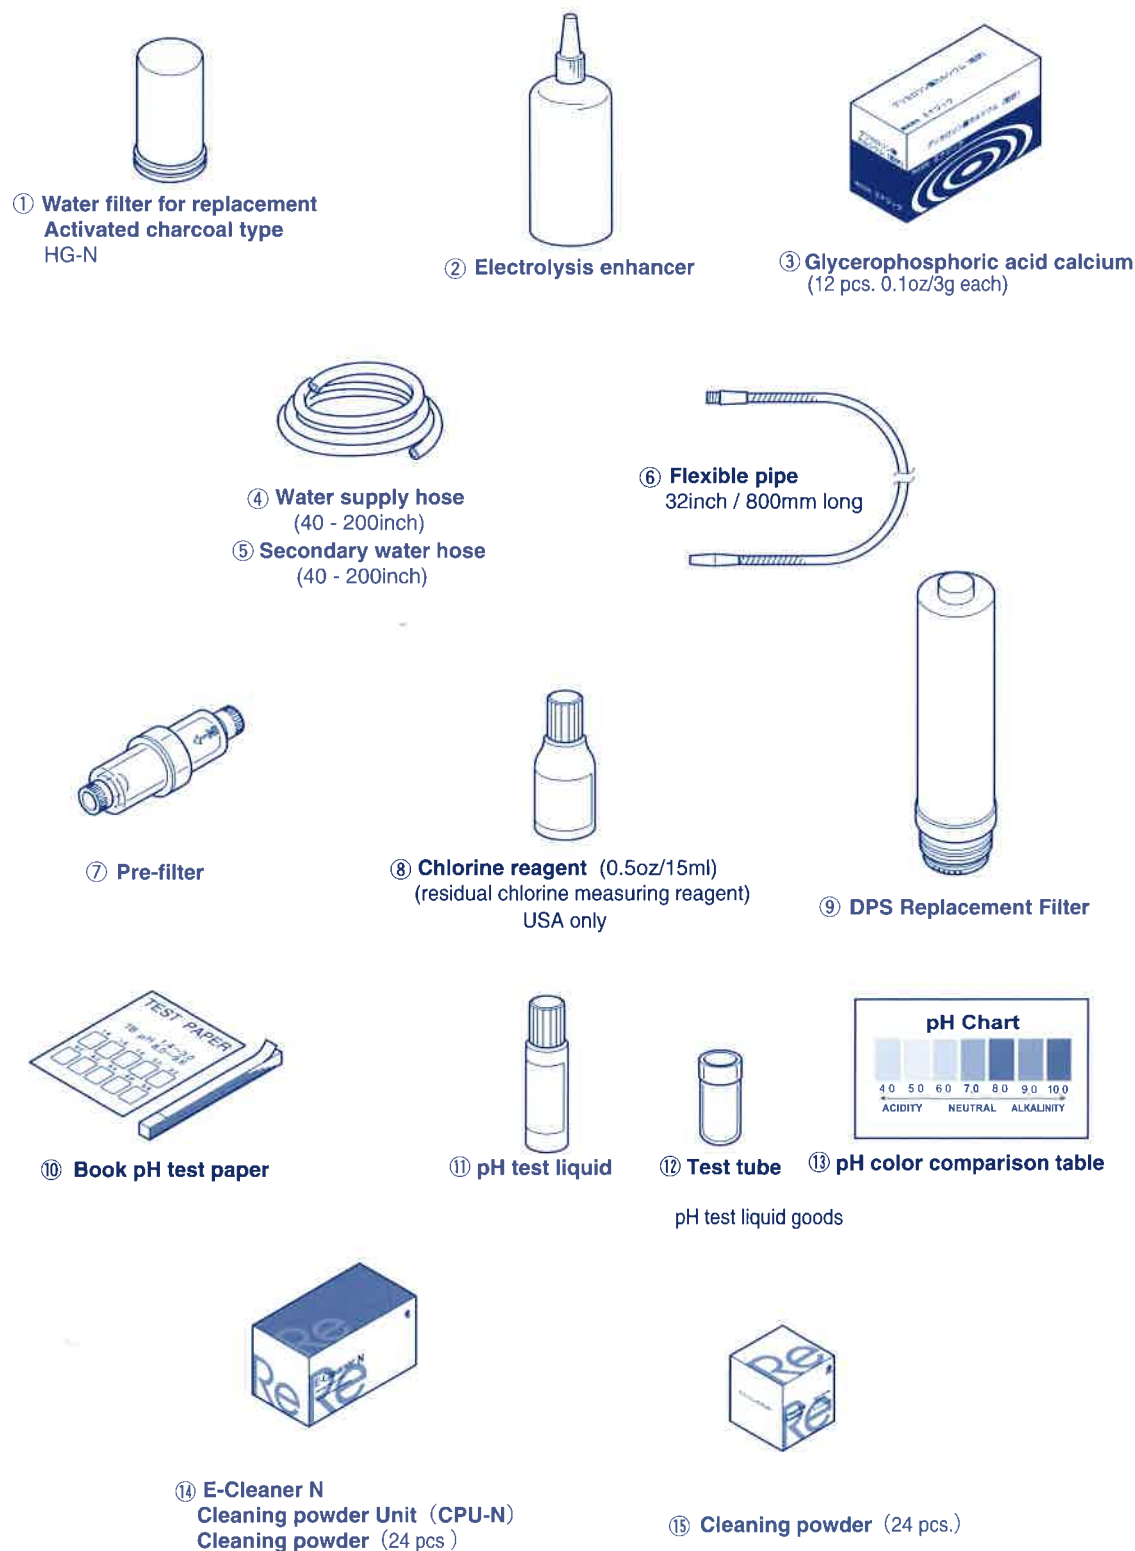 ① Water filter for replacement
Activated charcoal type
HG-N
② Electrolysis enhancer
③ Glycerophosphoric acid calcium
(12 pcs. 0.1oz/3g each)
④ Water supply hose
(40 - 200inch)
⑤ Secondary water hose
(40 - 200inch)
⑥ Flexible pipe
32inch / 800mm long
⑦ Pre-filter
⑧ Chlorine reagent (0.5oz/15ml)
(residual chlorine measuring reagent)
USA only
⑨ DPS Replacement Filter
TEST PAPER
⑩ Book pH test paper
⑪ pH test liquid
⑫ Test tube
pH test liquid goods
pH Chart
4.0 5.0 6.0 7.0 8.0 9.0 10.0
ACIDITY NEUTRAL ALKALINITY
⑬ pH color comparison table
Re
Re Re
⑭ E-Cleaner N
Cleaning powder Unit (CPU-N)
Cleaning powder (24 pcs )
Re
Re
⑮ Cleaning powder (24 pcs.)